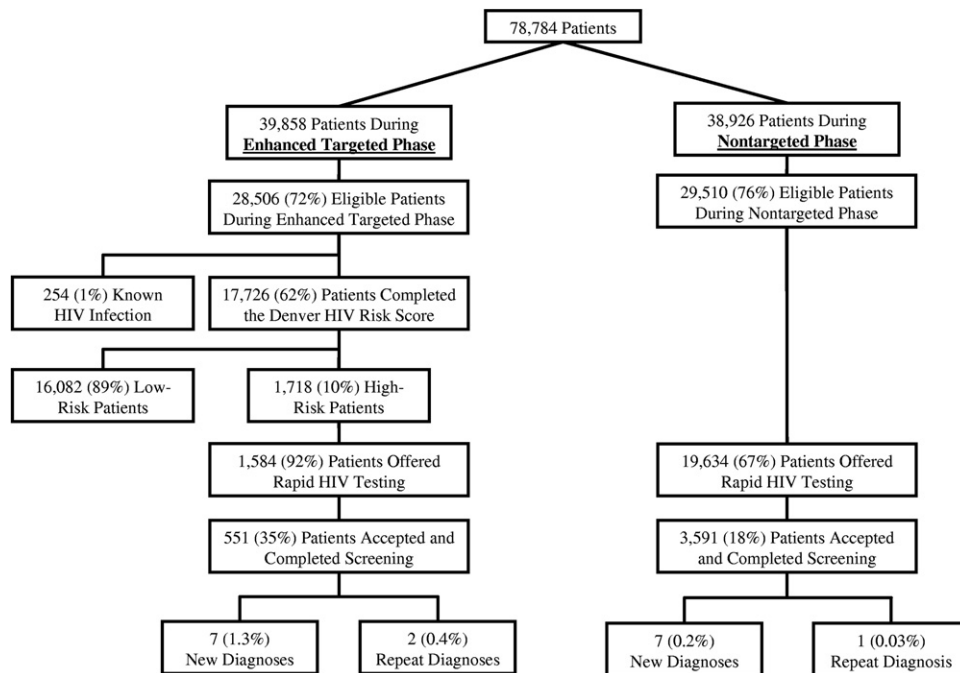 78,784 Patients
39,858 Patients During
Enhanced Targeted Phase
38,926 Patients During
Nontargeted Phase
28,506 (72%) Eligible Patients
During Enhanced Targeted Phase
29,510 (76%) Eligible Patients
During Nontargeted Phase
254 (1%) Known
HIV Infection
17,726 (62%) Patients Completed
the Denver HIV Risk Score
16,082 (89%) Low-
Risk Patients
1,718 (10%) High-
Risk Patients
1,584 (92%) Patients Offered
Rapid HIV Testing
19,634 (67%) Patients Offered
Rapid HIV Testing
551 (35%) Patients Accepted and
Completed Screening
3,591 (18%) Patients Accepted
and Completed Screening
7 (1.3%)
New Diagnoses
2 (0.4%)
Repeat Diagnoses
7 (0.2%)
New Diagnoses
1 (0.03%)
Repeat Diagnosis